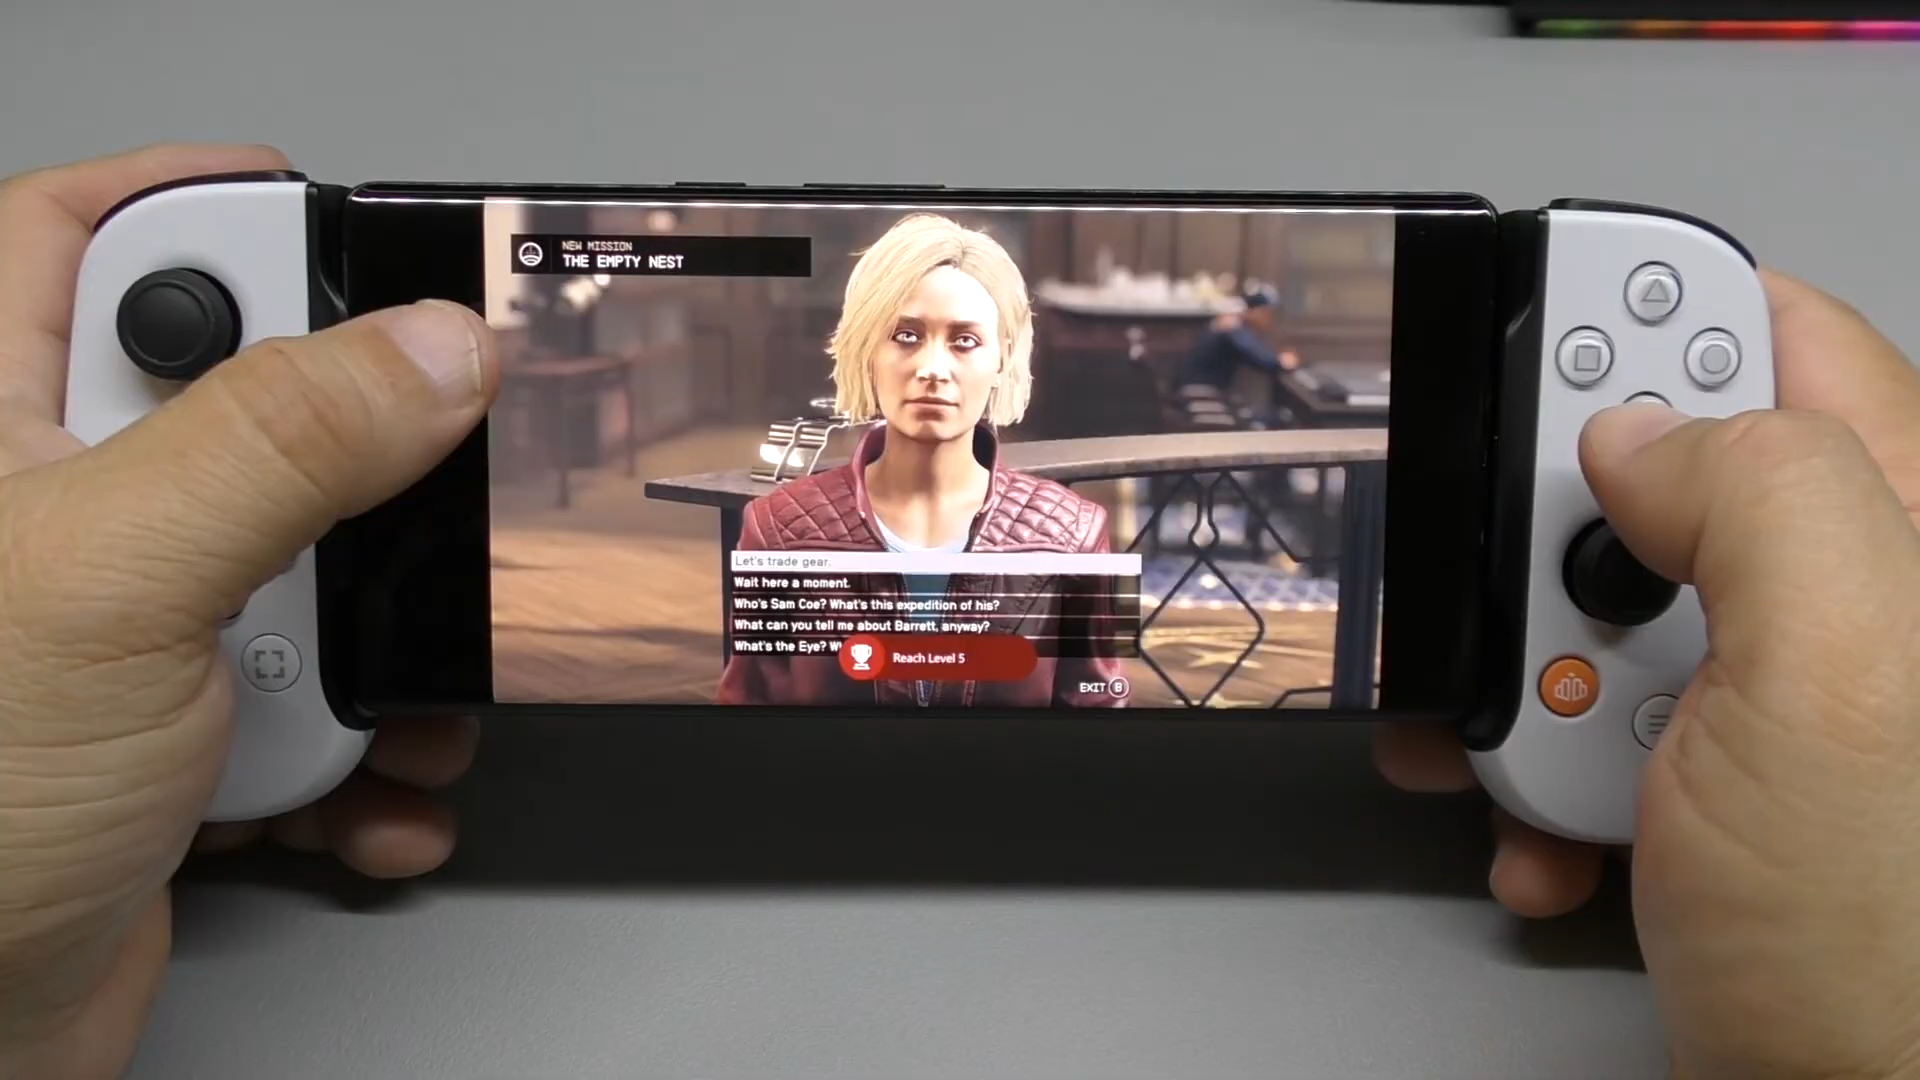 NEW MISSION
THE EMPTY NEST
Let's trade gear.
Wait here a moment.
Who's Sam Coe? What's this expedition of his?
What can you tell me about Barrett, anyway?
What's the Eye?
Reach Level 5
EXIT B